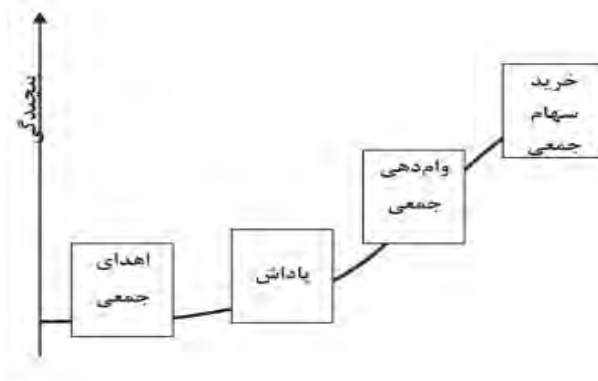 پیچیدگی
اهدای
جمعی
پاداش
وام‌دهی
جمعی
خرید
سهام
جمعی